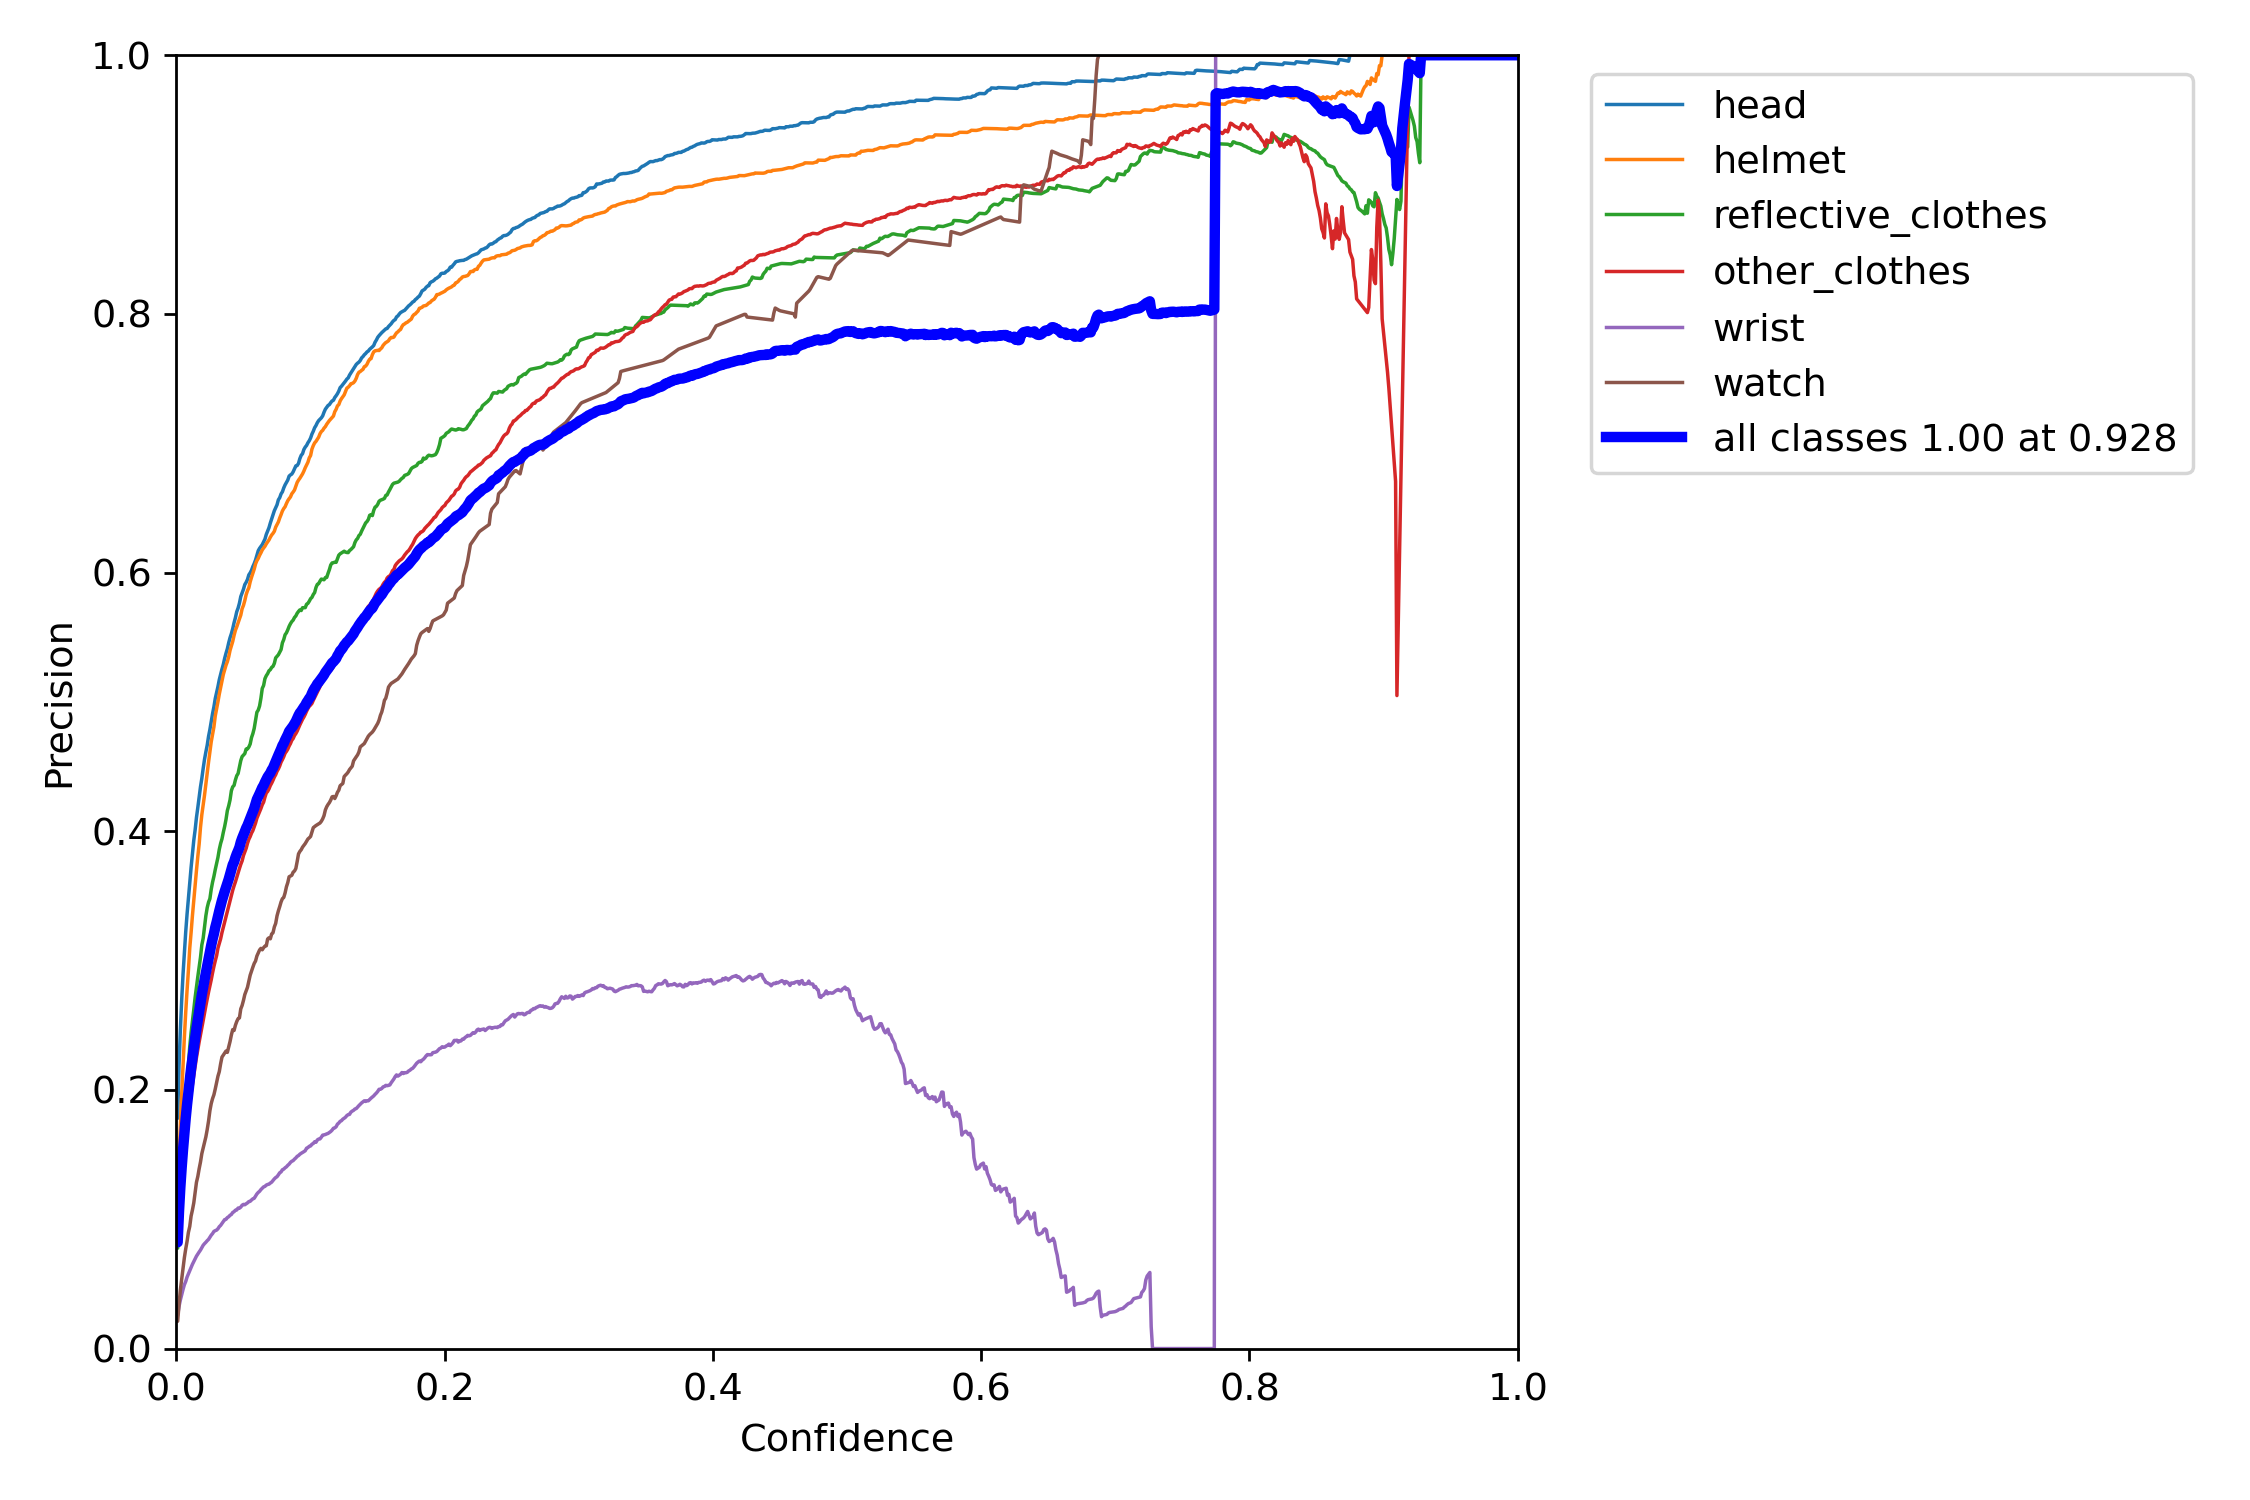 1.0
0.8
0.6
0.4
0.2
0.0
Precision
0.0 0.2 0.4 0.6 0.8 1.0
Confidence
head
helmet
reflective_clothes
other_clothes
wrist
watch
all classes 1.00 at 0.928